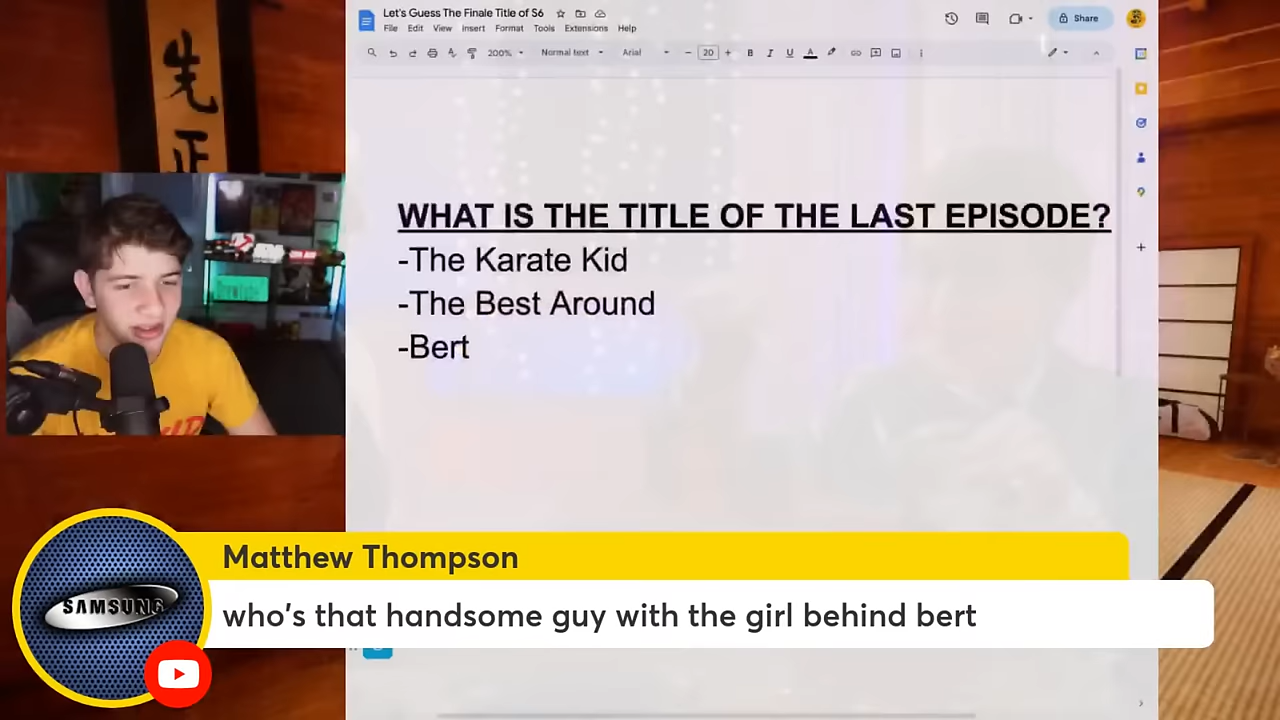 先
正
Let's Guess The Finale Title of S6
File Edit View Insert Format Tools Extensions Help
Share
200% Normal text Arial 20 B I U A
WHAT IS THE TITLE OF THE LAST EPISODE?
-The Karate Kid
-The Best Around
-Bert
Matthew Thompson
SAMSUNG
who's that handsome guy with the girl behind bert